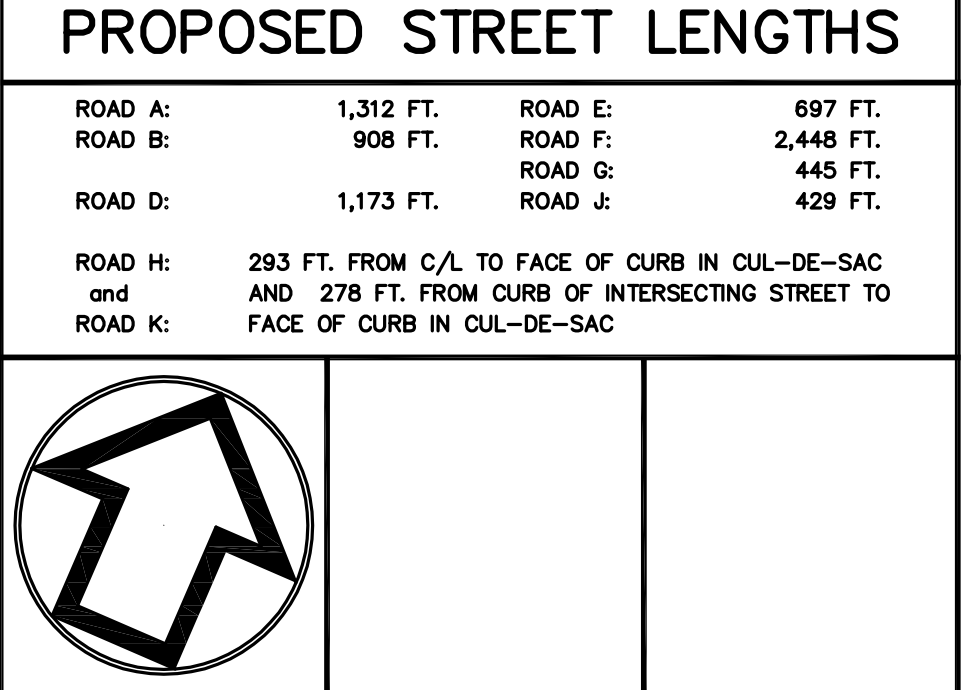 PROPOSED STREET LENGTHS
ROAD A: 1,312 FT. ROAD E: 697 FT.
ROAD B: 908 FT. ROAD F: 2,448 FT.
ROAD G: 445 FT.
ROAD D: 1,173 FT. ROAD J: 429 FT.
ROAD H: 293 FT. FROM C/L TO FACE OF CURB IN CUL-DE-SAC
and AND 278 FT. FROM CURB OF INTERSECTING STREET TO
ROAD K: FACE OF CURB IN CUL-DE-SAC